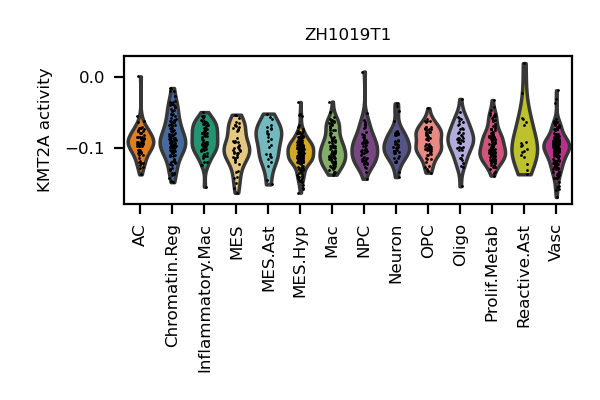 ZH1019T1
KMT2A activity
0.0
−0.1
AC
Chromatin.Reg
Inflammatory.Mac
MES
MES.Ast
MES.Hyp
Mac
NPC
Neuron
OPC
Oligo
Prolif.Metab
Reactive.Ast
Vasc